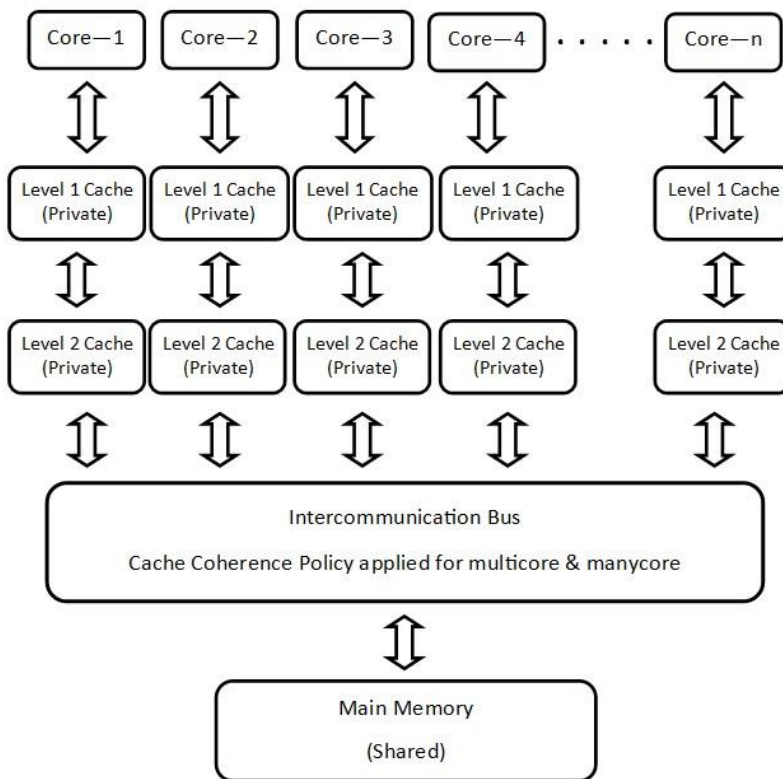 Core—1 Core—2 Core—3 Core—4 . . . . . Core—n
Level 1 Cache Level 1 Cache Level 1 Cache Level 1 Cache Level 1 Cache
(Private) (Private) (Private) (Private) (Private)
Level 2 Cache Level 2 Cache Level 2 Cache Level 2 Cache Level 2 Cache
(Private) (Private) (Private) (Private) (Private)
Intercommunication Bus
Cache Coherence Policy applied for multicore & manycore
Main Memory
(Shared)